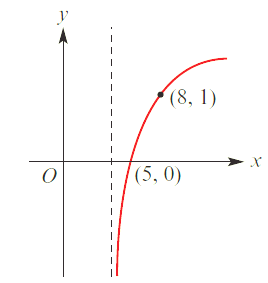 y
(8, 1)
O
(5, 0)
x